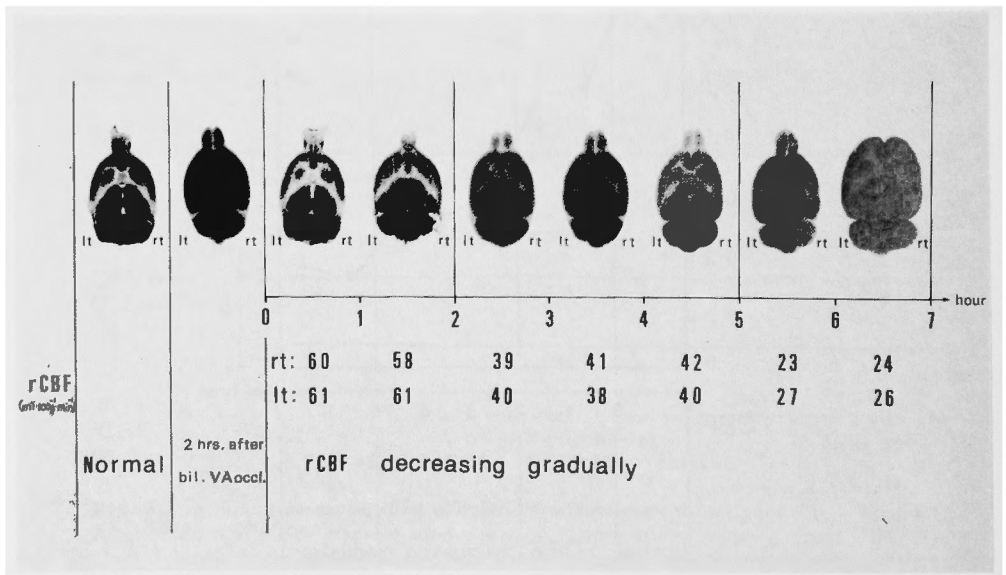 lt rt lt rt lt rt lt rt lt rt lt rt lt rt lt rt lt rt
hour
0 1 2 3 4 5 6 7
rt: 60 58 39 41 42 23 24
lt: 61 61 40 38 40 27 26
rCBF
2 hrs. after
Normal bil. VAoccl. rCBF decreasing gradually